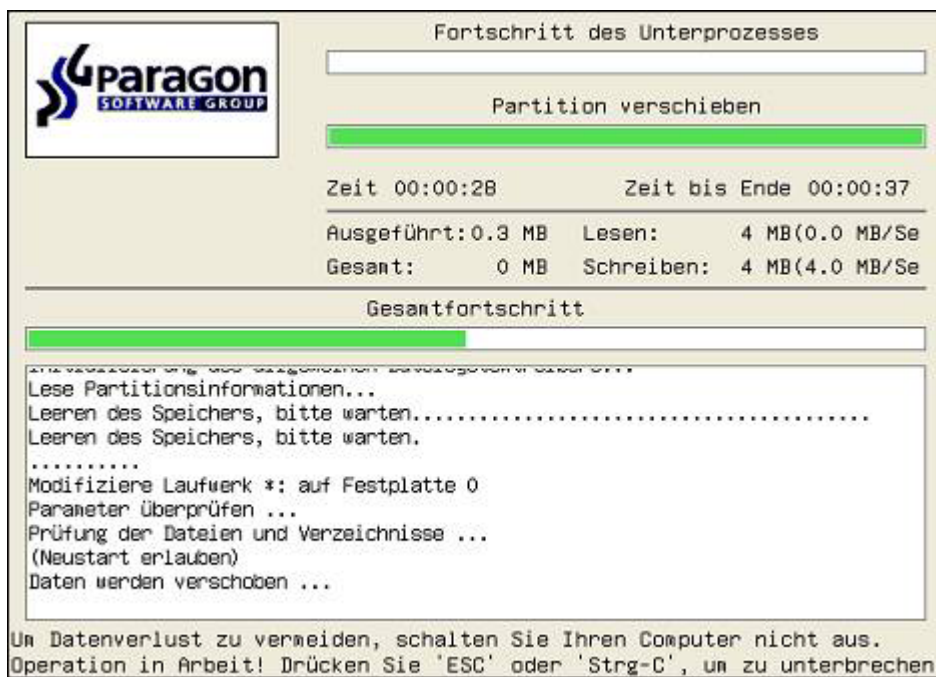 Paragon
SOFTWARE GROUP
Fortschritt des Unterprozesses
Partition verschieben
Zeit 00:00:28 Zeit bis Ende 00:00:37
Ausgeführt:0.3 MB Lesen: 4 MB(0.0 MB/Se
Gesamt: 0 MB Schreiben: 4 MB(4.0 MB/Se
Gesamtfortschritt
Initialisierung des allgemeinen Dateisystemtreibers...
Lese Partitionsinformationen...
Leeren des Speichers, bitte warten...........................................
Leeren des Speichers, bitte warten.
..........
Modifiziere Laufwerk *: auf Festplatte 0
Parameter überprüfen ...
Prüfung der Dateien und Verzeichnisse ...
(Neustart erlauben)
Daten werden verschoben ...
Um Datenverlust zu vermeiden, schalten Sie Ihren Computer nicht aus.
Operation in Arbeit! Drücken Sie 'ESC' oder 'Strg-C', um zu unterbrechen